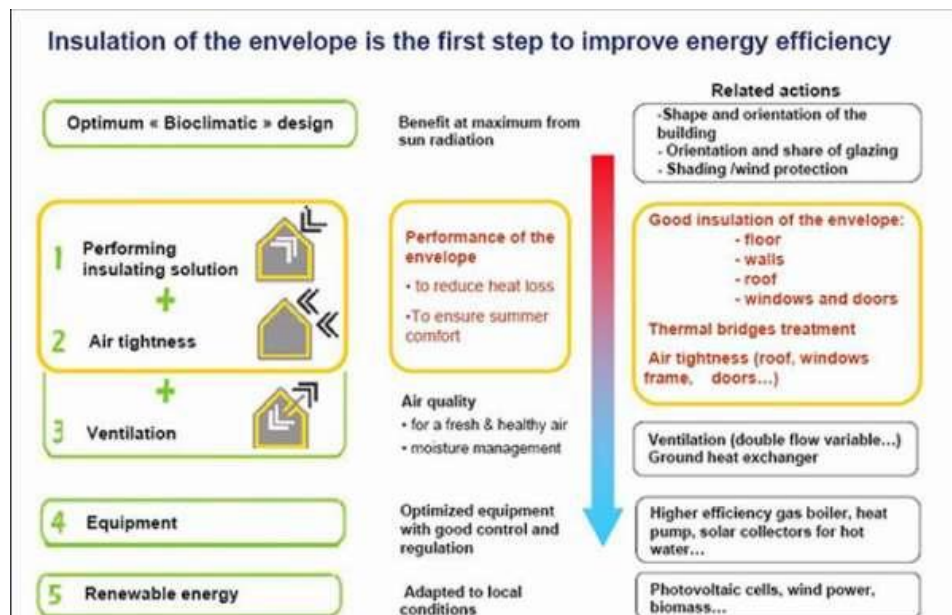 Insulation of the envelope is the first step to improve energy efficiency
Optimum « Bioclimatic » design
Benefit at maximum from
sun radiation
Related actions
-Shape and orientation of the
building
- Orientation and share of glazing
- Shading /wind protection
1
Performing
insulating solution
+
2
Air tightness
Performance of the
envelope
• to reduce heat loss
•To ensure summer
comfort
Good insulation of the envelope:
- floor
- walls
- roof
- windows and doors
Thermal bridges treatment
Air tightness (roof, windows
frame, doors...)
+
3
Ventilation
Air quality
• for a fresh & healthy air
• moisture management
Ventilation (double flow variable...)
Ground heat exchanger
4
Equipment
Optimized equipment
with good control and
regulation
Higher efficiency gas boiler, heat
pump, solar collectors for hot
water...
5
Renewable energy
Adapted to local
conditions
Photovoltaic cells, wind power,
biomass...